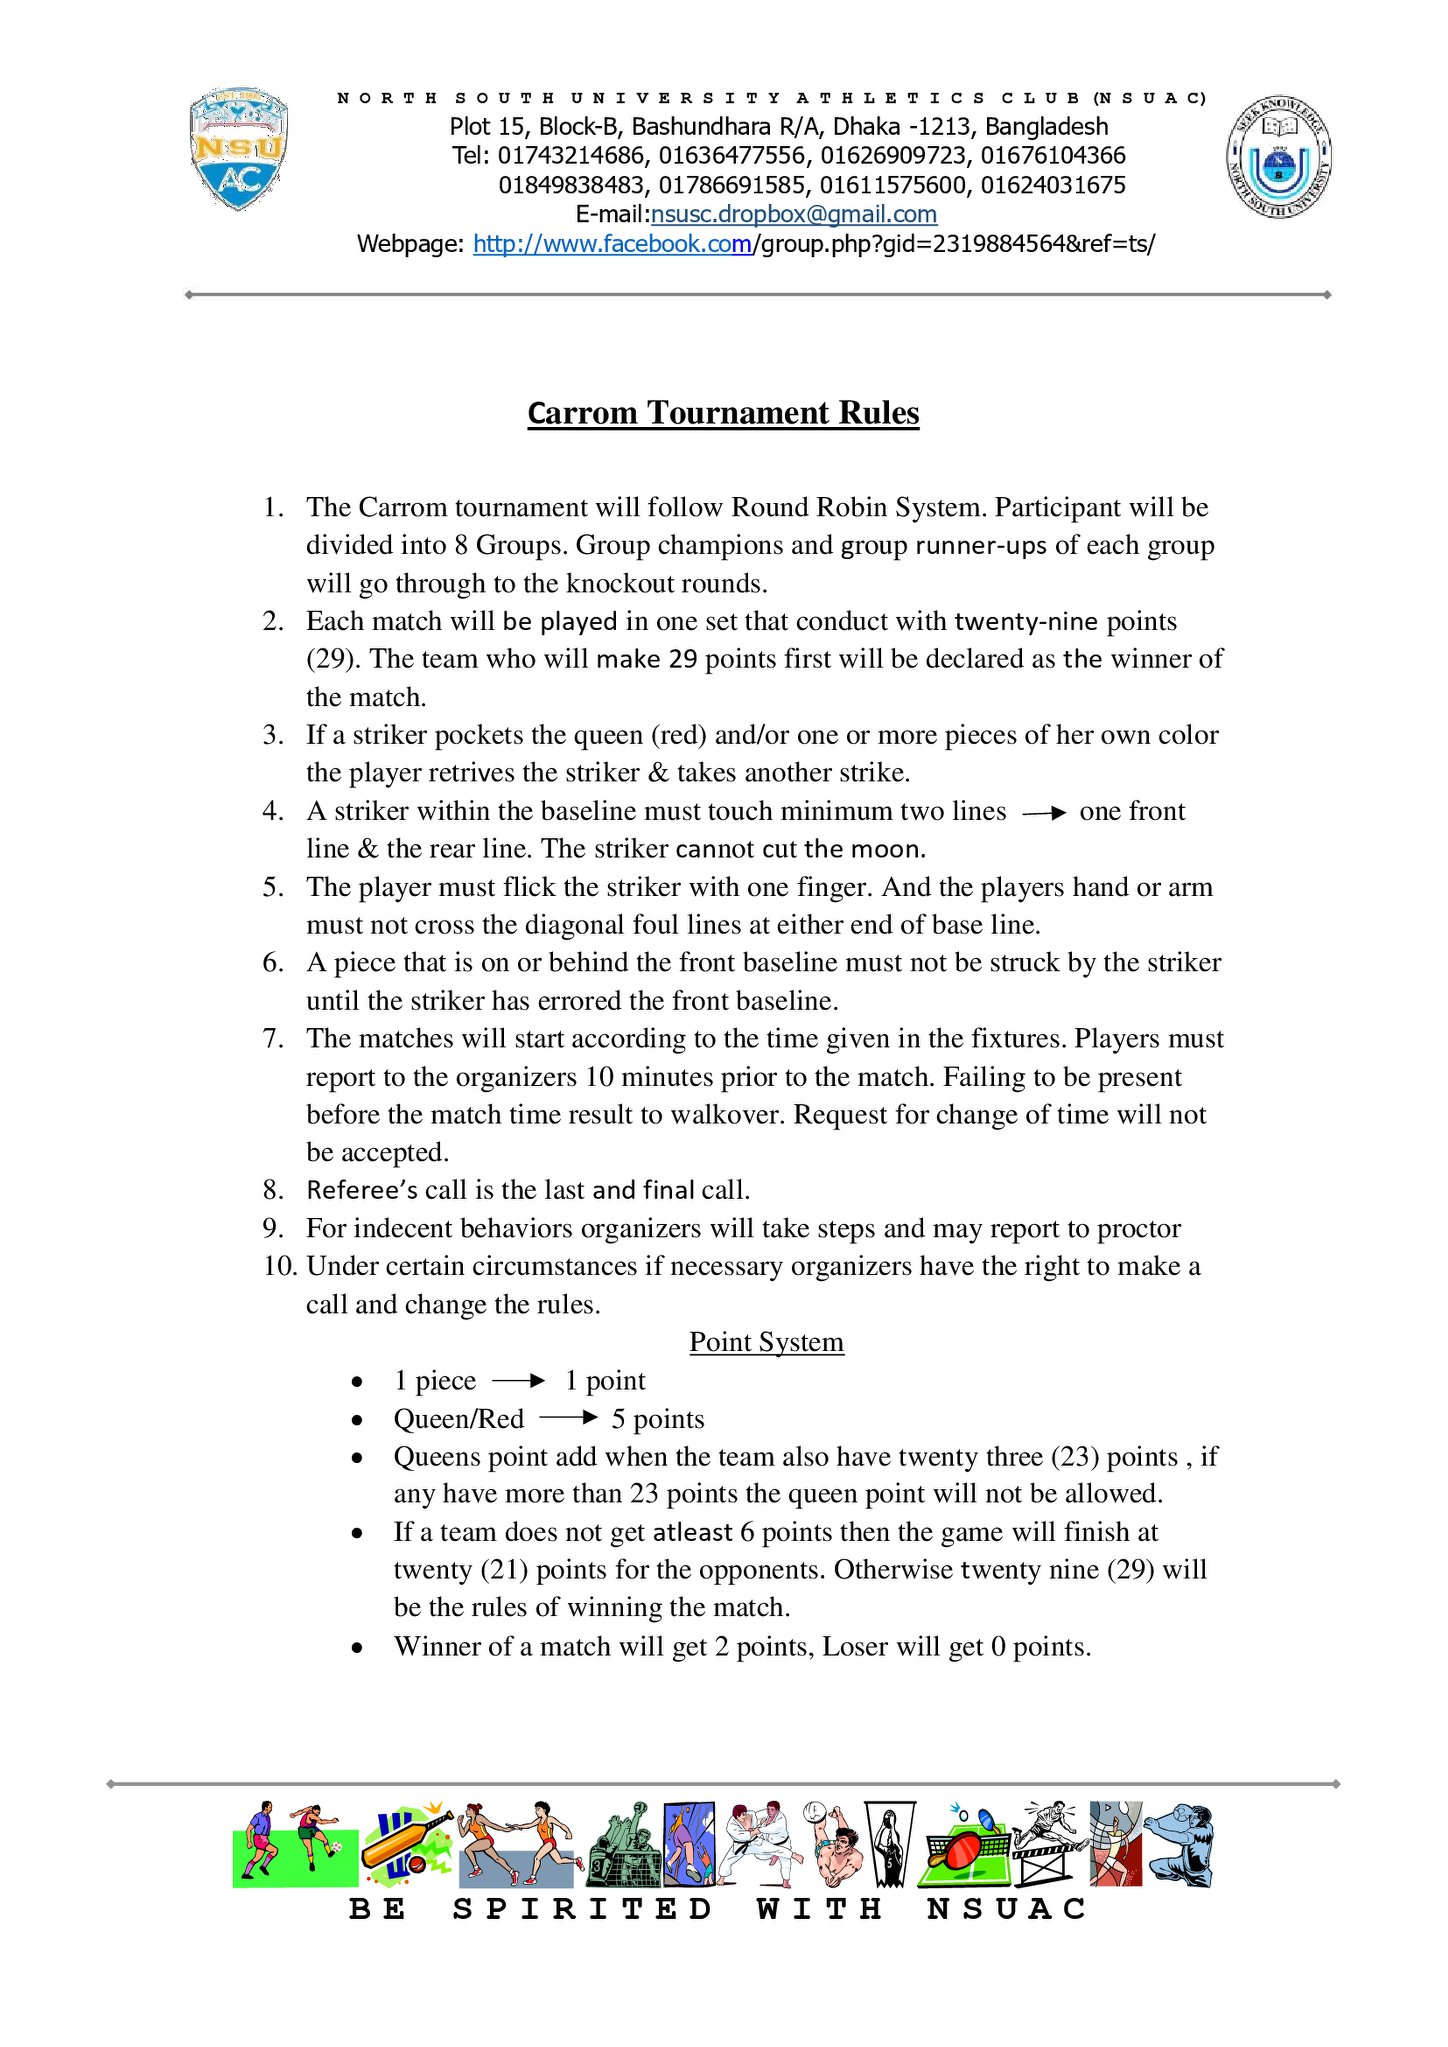 NORTH SOUTH UNIVERSITY ATHLETICS CLUB (NSUAC)
Plot 15, Block-B, Bashundhara R/A, Dhaka -1213, Bangladesh
Tel: 01743214686, 01636477556, 01626909723, 01676104366
01849838483, 01786691585, 01611575600, 01624031675
E-mail:nsusc.dropbox@gmail.com
Webpage: http://www.facebook.com/group.php?gid=2319884564&ref=ts/
NSU
AC
SEEK KNOWLEDGE
NORTH SOUTH UNIVERSITY
Carrom Tournament Rules
1. The Carrom tournament will follow Round Robin System. Participant will be
divided into 8 Groups. Group champions and group runner-ups of each group
will go through to the knockout rounds.
2. Each match will be played in one set that conduct with twenty-nine points
(29). The team who will make 29 points first will be declared as the winner of
the match.
3. If a striker pockets the queen (red) and/or one or more pieces of her own color
the player retrives the striker & takes another strike.
4. A striker within the baseline must touch minimum two lines → one front
line & the rear line. The striker cannot cut the moon.
5. The player must flick the striker with one finger. And the players hand or arm
must not cross the diagonal foul lines at either end of base line.
6. A piece that is on or behind the front baseline must not be struck by the striker
until the striker has errored the front baseline.
7. The matches will start according to the time given in the fixtures. Players must
report to the organizers 10 minutes prior to the match. Failing to be present
before the match time result to walkover. Request for change of time will not
be accepted.
8. Referee’s call is the last and final call.
9. For indecent behaviors organizers will take steps and may report to proctor
10. Under certain circumstances if necessary organizers have the right to make a
call and change the rules.
Point System
• 1 piece → 1 point
• Queen/Red → 5 points
• Queens point add when the team also have twenty three (23) points , if
any have more than 23 points the queen point will not be allowed.
• If a team does not get atleast 6 points then the game will finish at
twenty (21) points for the opponents. Otherwise twenty nine (29) will
be the rules of winning the match.
• Winner of a match will get 2 points, Loser will get 0 points.
BE SPIRITED WITH NSUAC